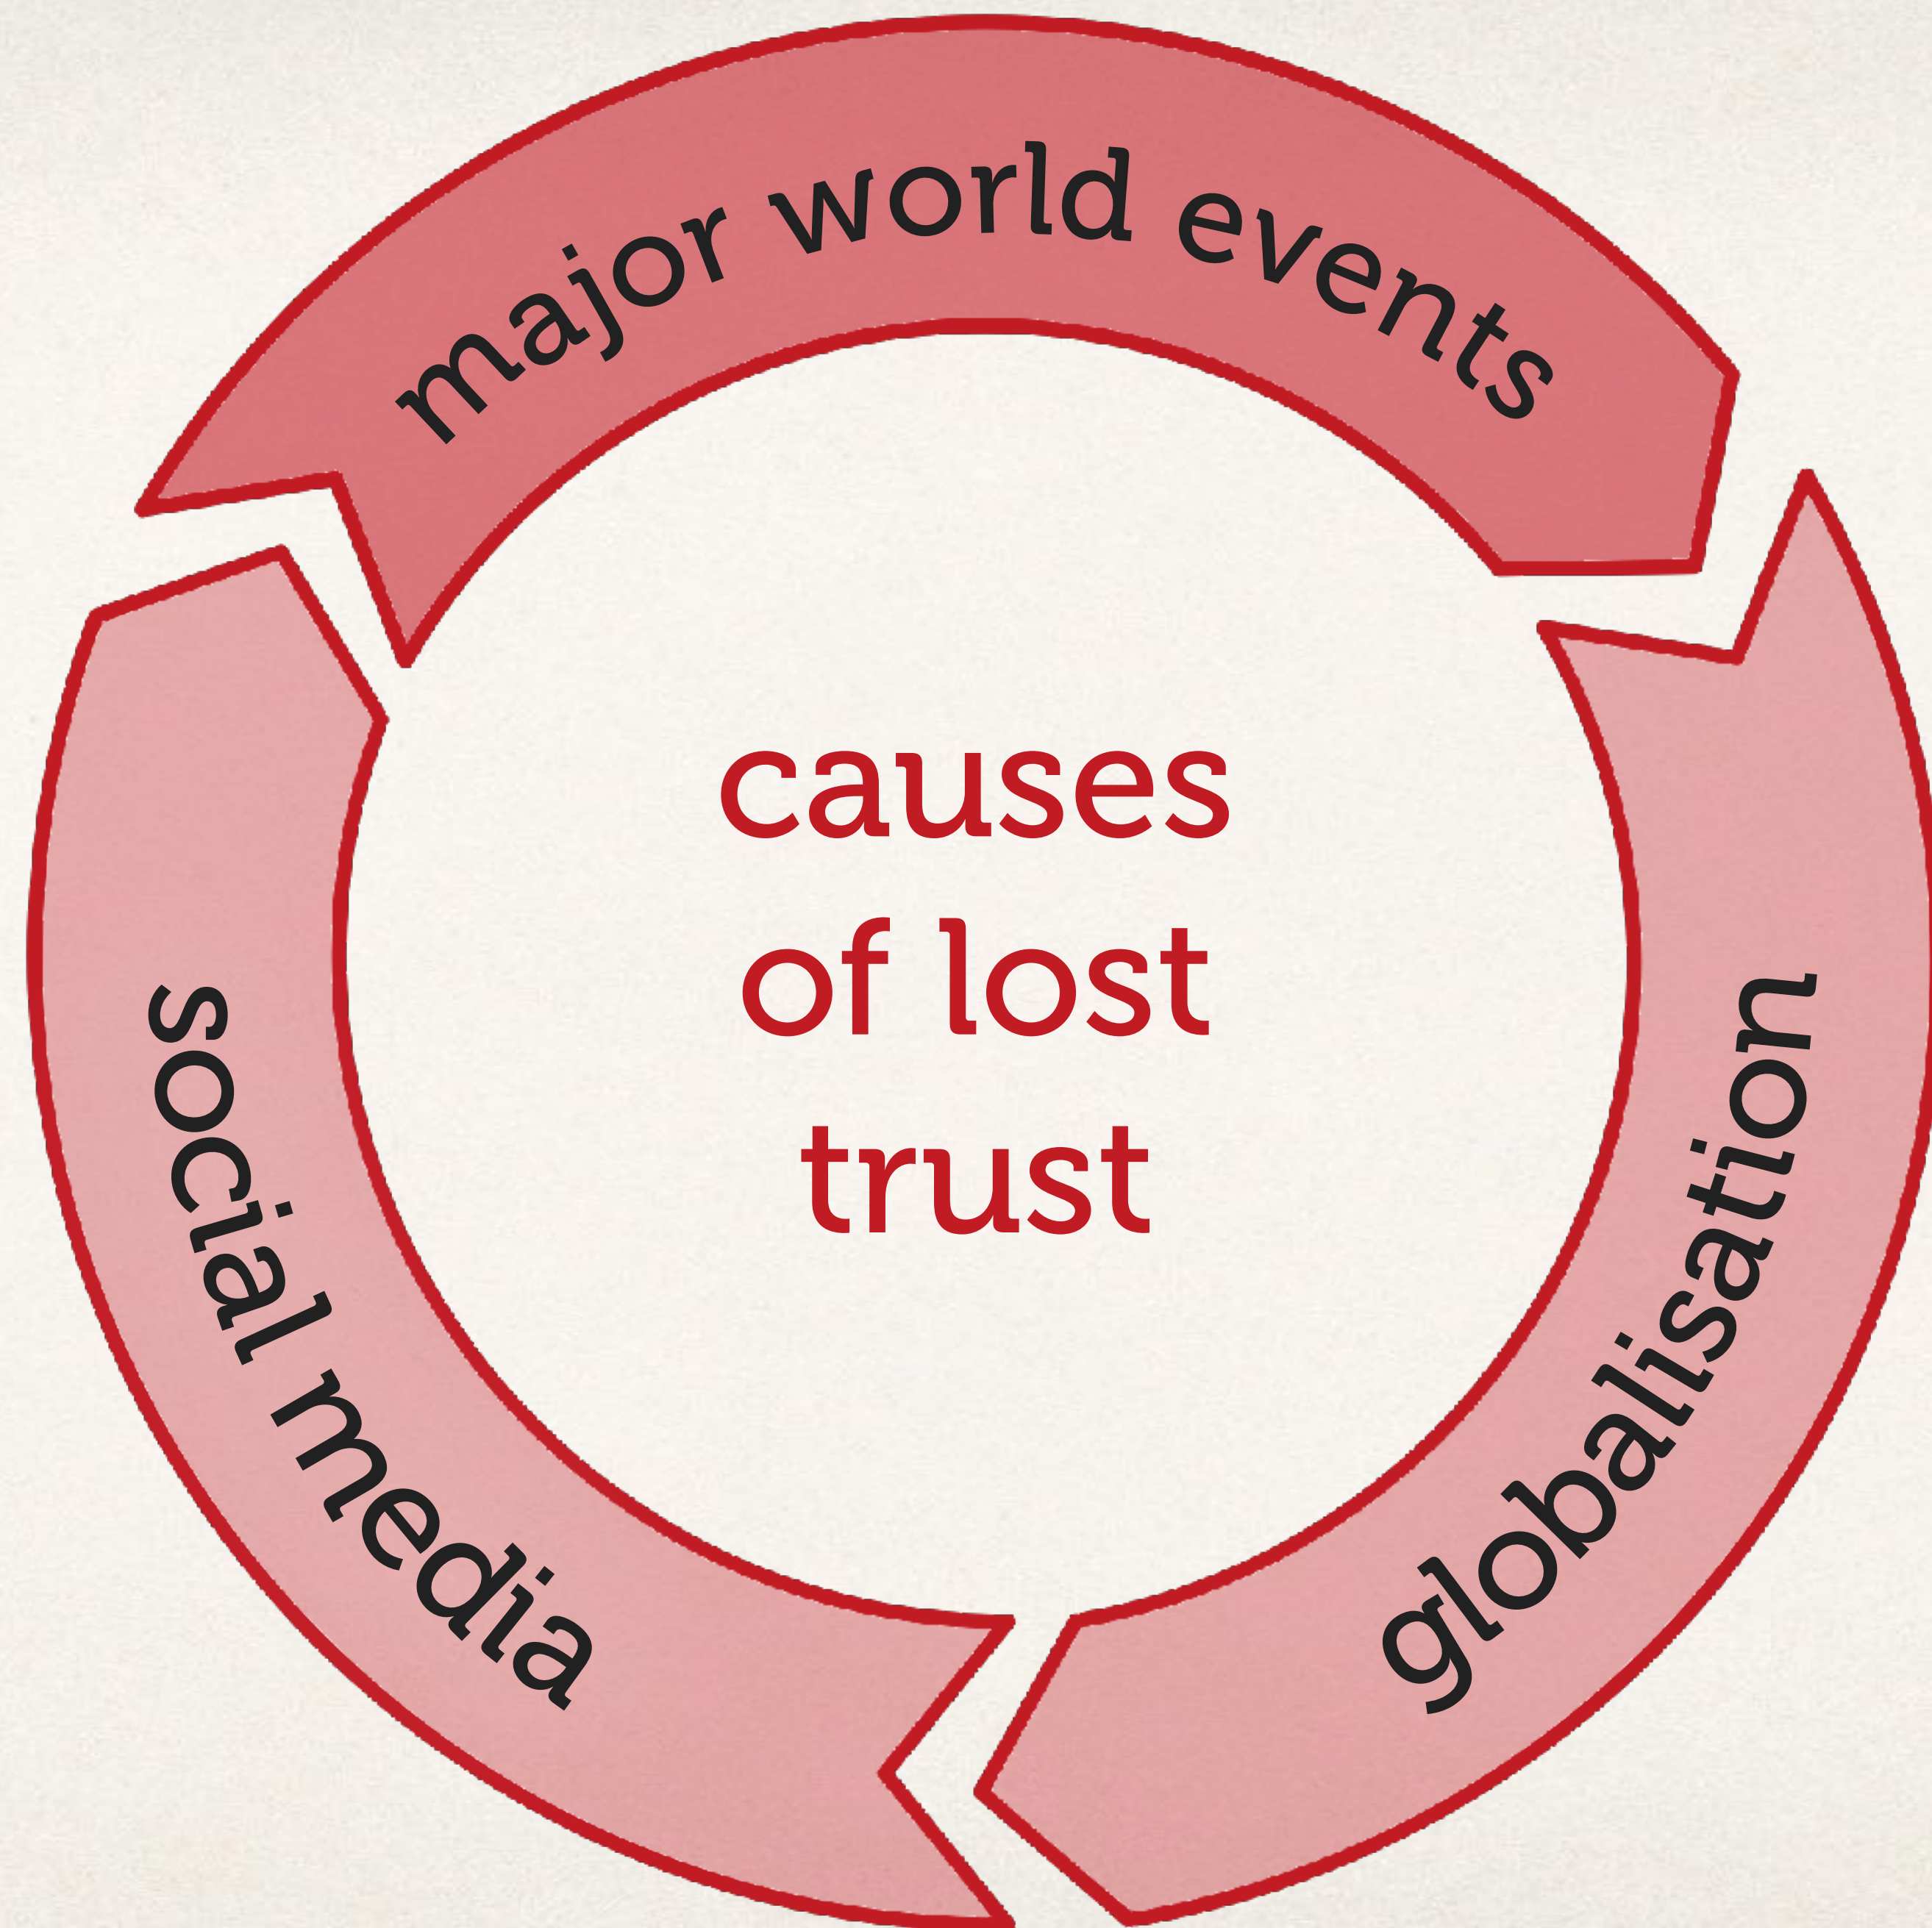 major world events
causes
of lost
trust
social media
globalisation